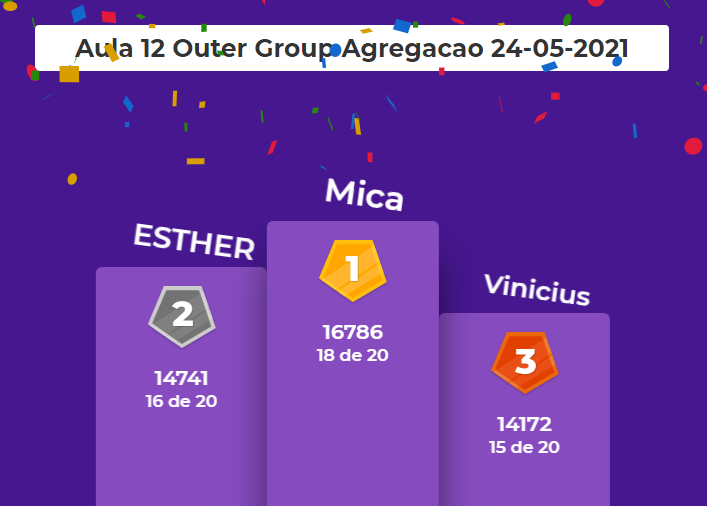 Aula 12 Outer Group Agregacao 24-05-2021
Mica
ESTHER
Vinicius
1
16786
18 de 20
2
14741
16 de 20
3
14172
15 de 20